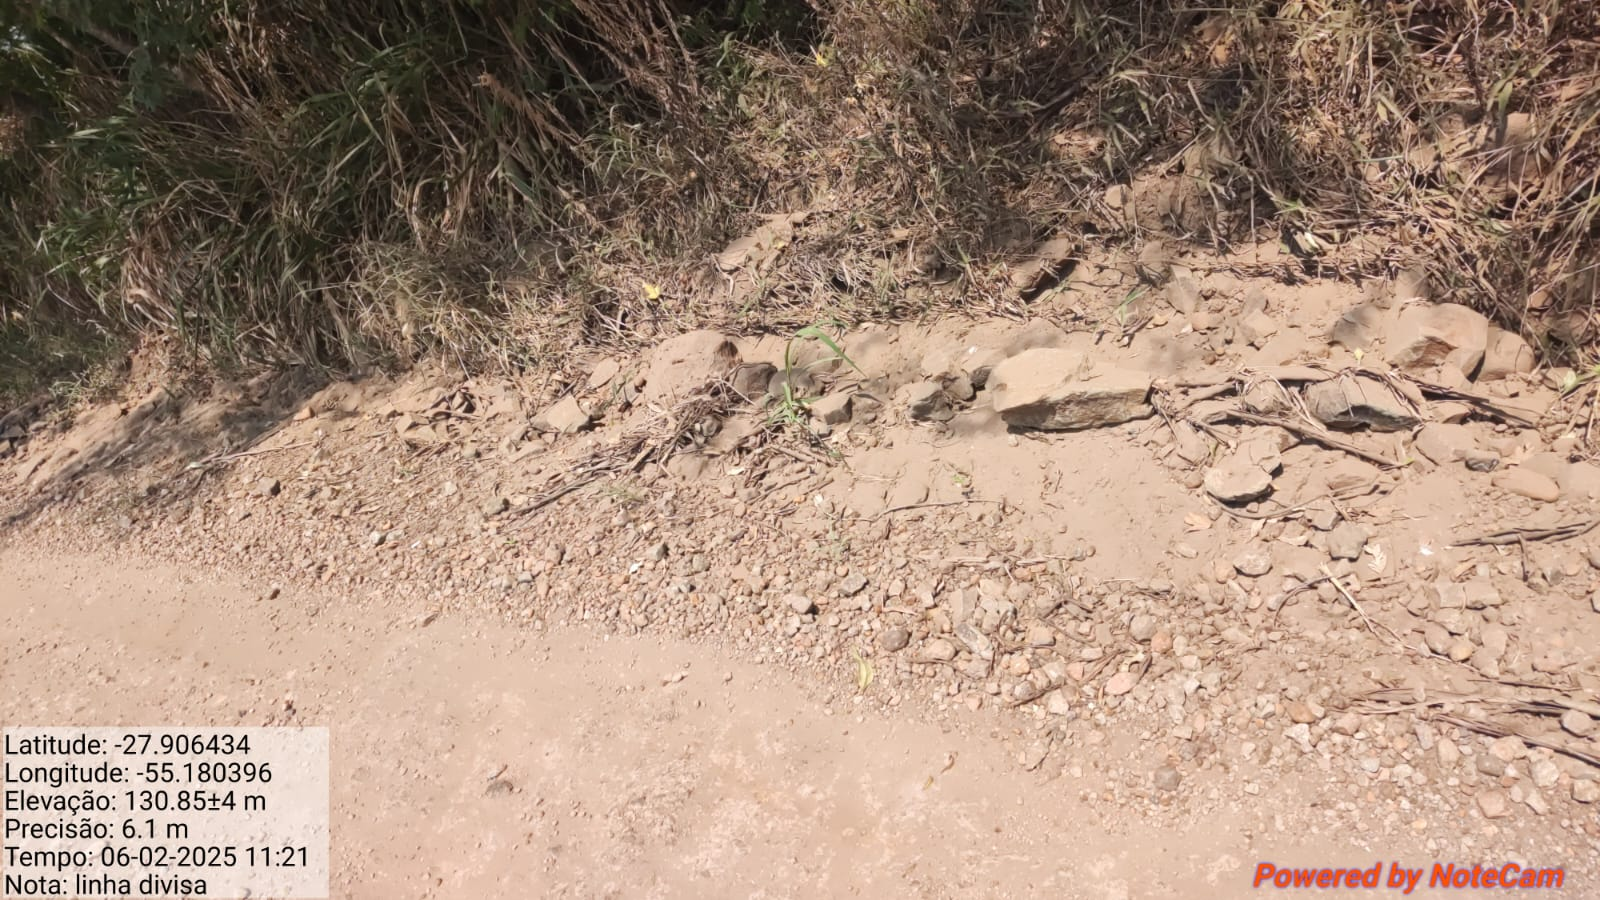 Latitude: -27.906434
Longitude: -55.180396
Elevação: 130.85±4 m
Precisão: 6.1 m
Tempo: 06-02-2025 11:21
Nota: linha divisa
Powered by NoteCam